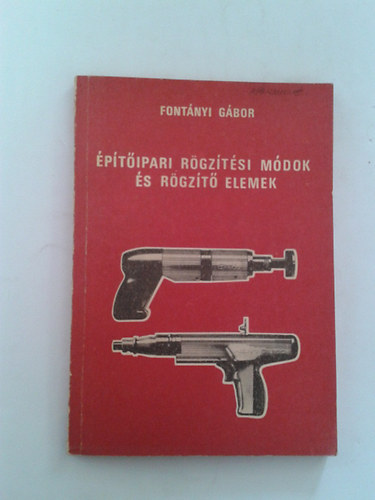 FONTÁNYI GÁBOR
ÉPÍTŐIPARI RÖGZÍTÉSI MÓDOK
ÉS RÖGZÍTŐ ELEMEK